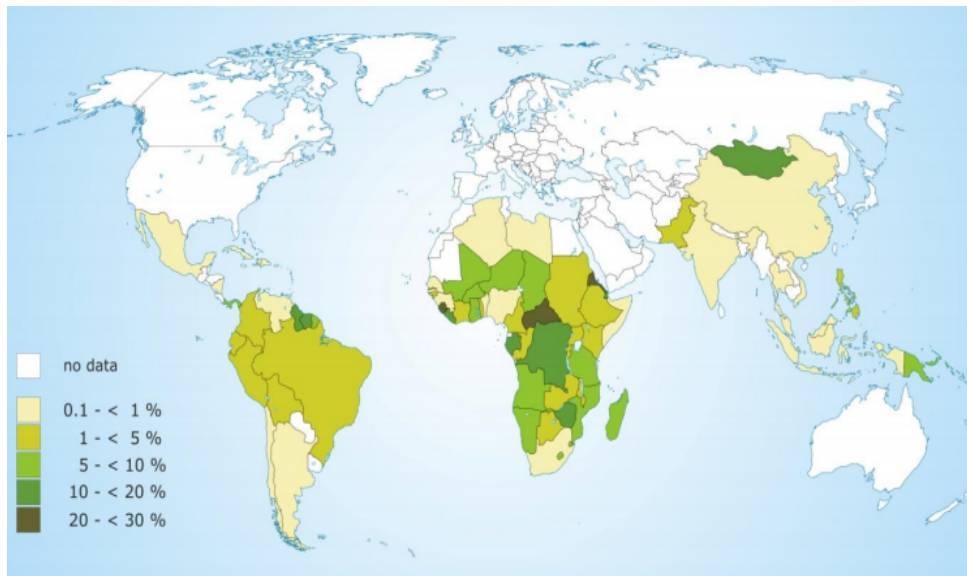 no data
0.1 - < 1 %
1 - < 5 %
5 - < 10 %
10 - < 20 %
20 - < 30 %